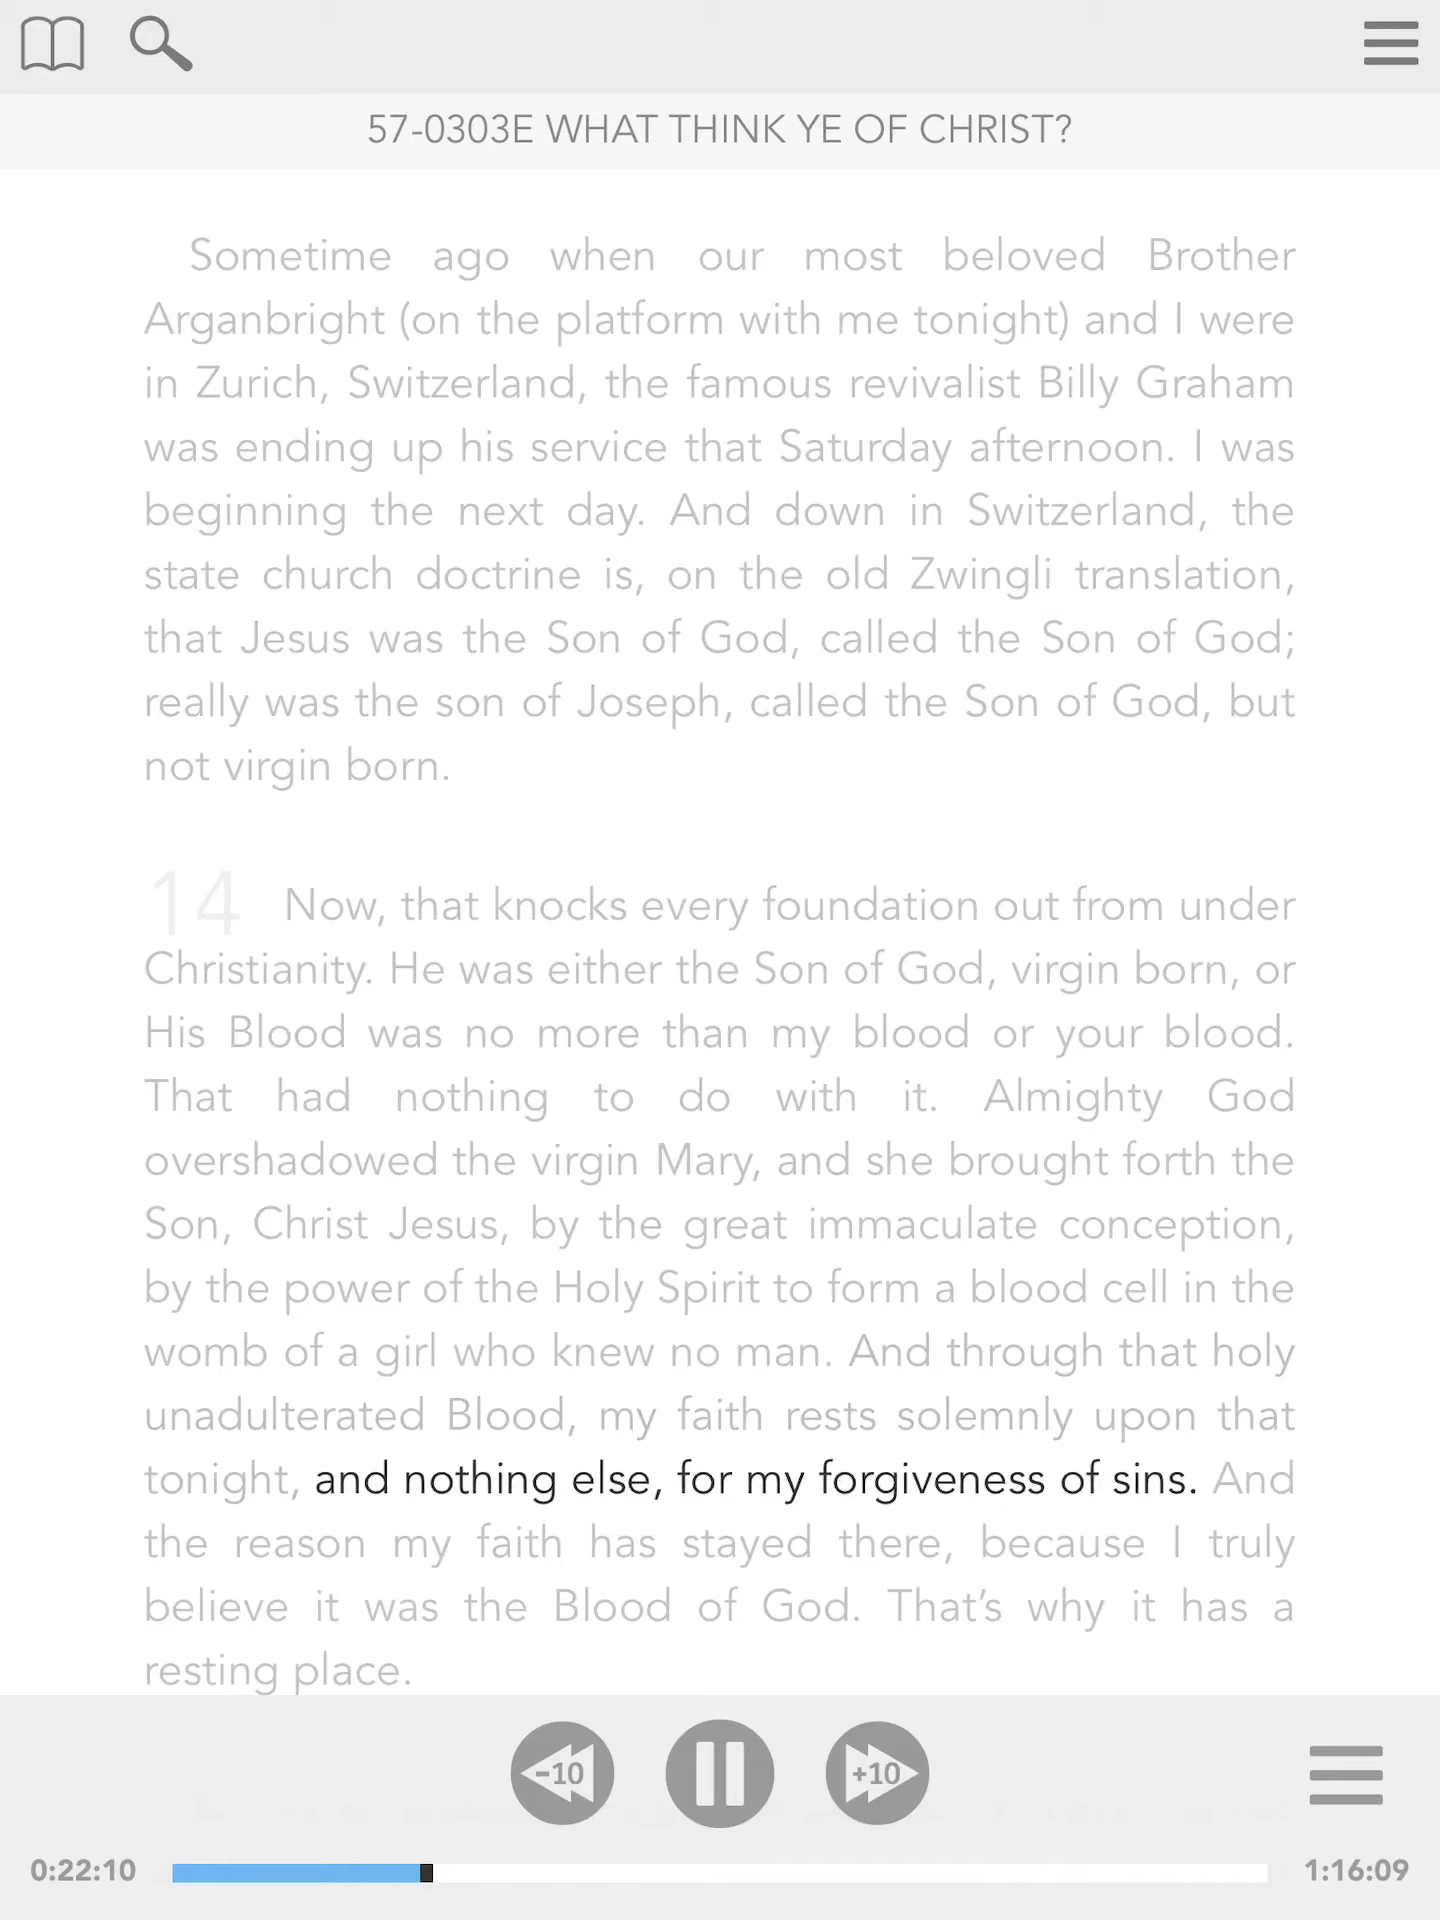 57-0303E WHAT THINK YE OF CHRIST?
Sometime ago when our most beloved Brother
Arganbright (on the platform with me tonight) and I were
in Zurich, Switzerland, the famous revivalist Billy Graham
was ending up his service that Saturday afternoon. I was
beginning the next day. And down in Switzerland, the
state church doctrine is, on the old Zwingli translation,
that Jesus was the Son of God, called the Son of God;
really was the son of Joseph, called the Son of God, but
not virgin born.
14 Now, that knocks every foundation out from under
Christianity. He was either the Son of God, virgin born, or
His Blood was no more than my blood or your blood.
That had nothing to do with it. Almighty God
overshadowed the virgin Mary, and she brought forth the
Son, Christ Jesus, by the great immaculate conception,
by the power of the Holy Spirit to form a blood cell in the
womb of a girl who knew no man. And through that holy
unadulterated Blood, my faith rests solemnly upon that
tonight, and nothing else, for my forgiveness of sins. And
the reason my faith has stayed there, because I truly
believe it was the Blood of God. That’s why it has a
resting place.
-10 +10
0:22:10 1:16:09